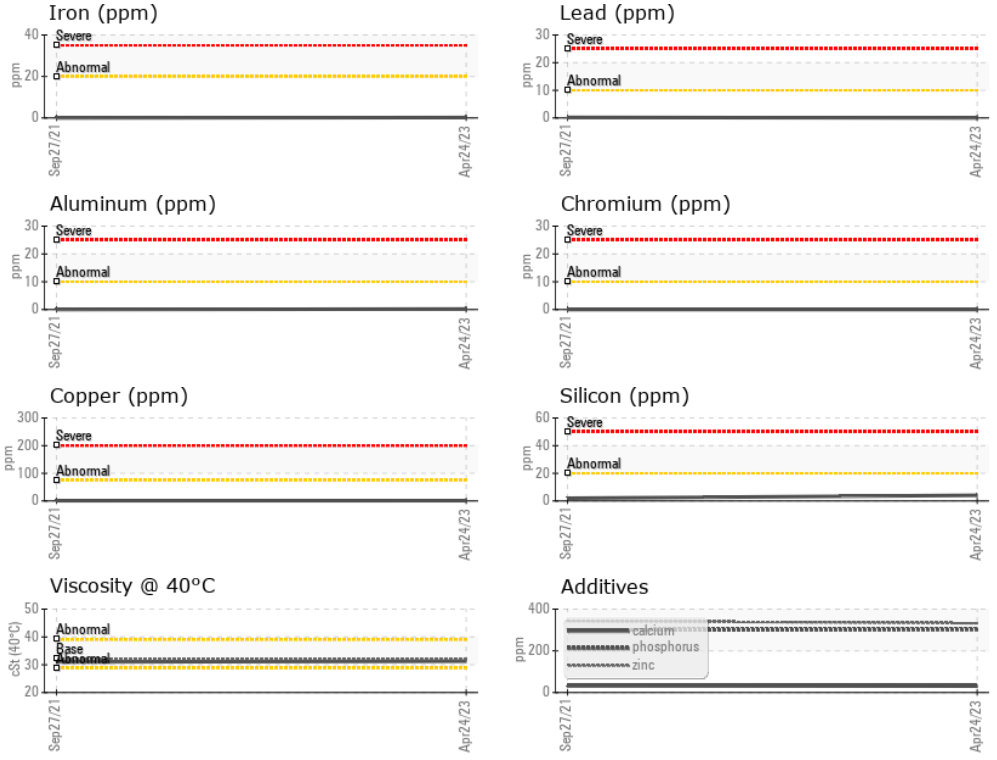 Iron (ppm)
40
20
0
ppm
Severe
Abnormal
Sep27/21
Apr24/23
Lead (ppm)
30
20
10
0
ppm
Severe
Abnormal
Sep27/21
Apr24/23
Aluminum (ppm)
30
20
10
0
ppm
Severe
Abnormal
Sep27/21
Apr24/23
Chromium (ppm)
30
20
10
0
ppm
Severe
Abnormal
Sep27/21
Apr24/23
Copper (ppm)
300
200
100
0
ppm
Severe
Abnormal
Sep27/21
Apr24/23
Silicon (ppm)
60
40
20
0
ppm
Severe
Abnormal
Sep27/21
Apr24/23
Viscosity @ 40°C
50
40
30
20
cSt (40°C)
Abnormal
Base
Abnormal
Sep27/21
Apr24/23
Additives
400
200
0
ppm
calcium
phosphorus
zinc
Sep27/21
Apr24/23